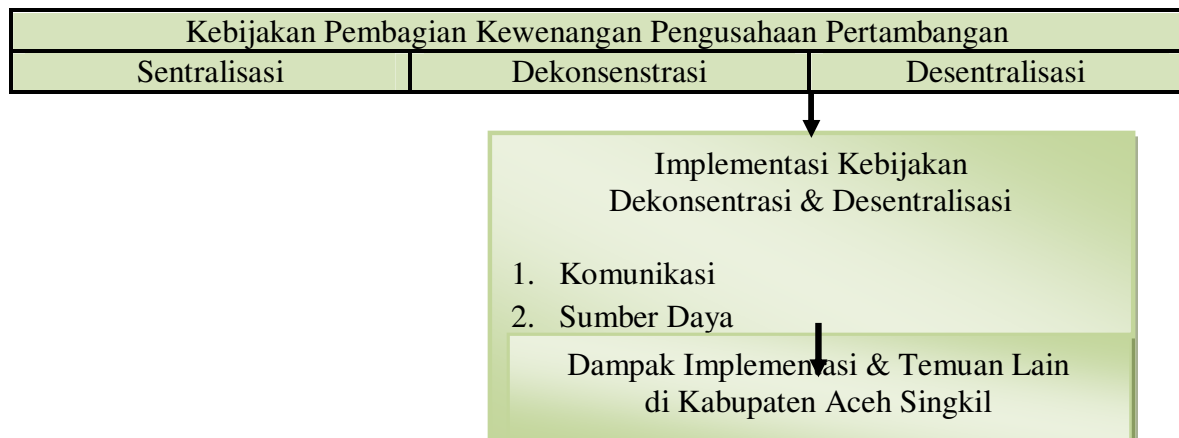 Kebijakan Pembagian Kewenangan Pengusahaan Pertambangan
Sentralisasi Dekonsenstrasi Desentralisasi
Implementasi Kebijakan
Dekonsentrasi & Desentralisasi
1. Komunikasi
2. Sumber Daya
Dampak Implementasi & Temuan Lain
di Kabupaten Aceh Singkil